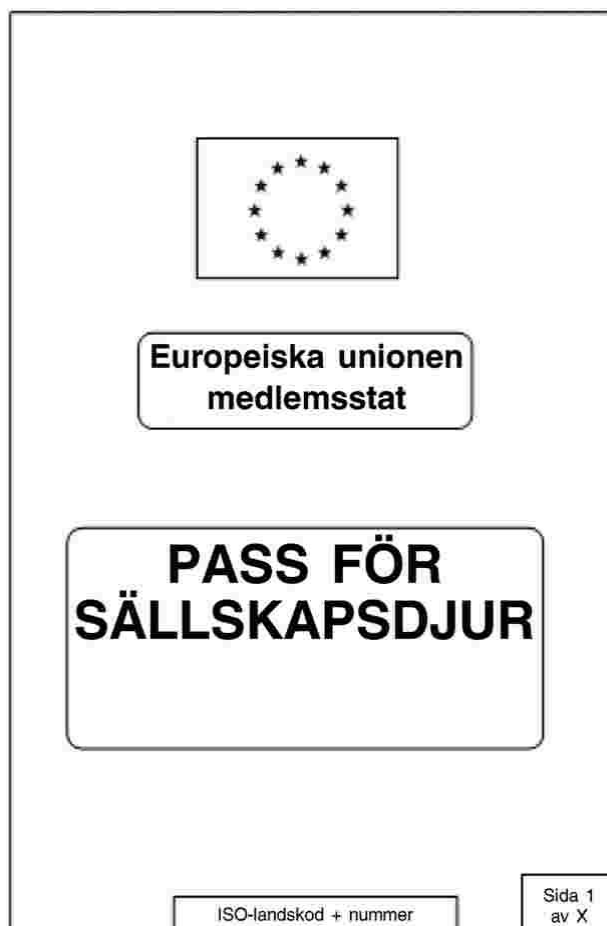 Europeiska unionen
medlemsstat
PASS FÖR
SÄLLSKAPSDJUR
ISO-landskod + nummer
Sida 1
av X